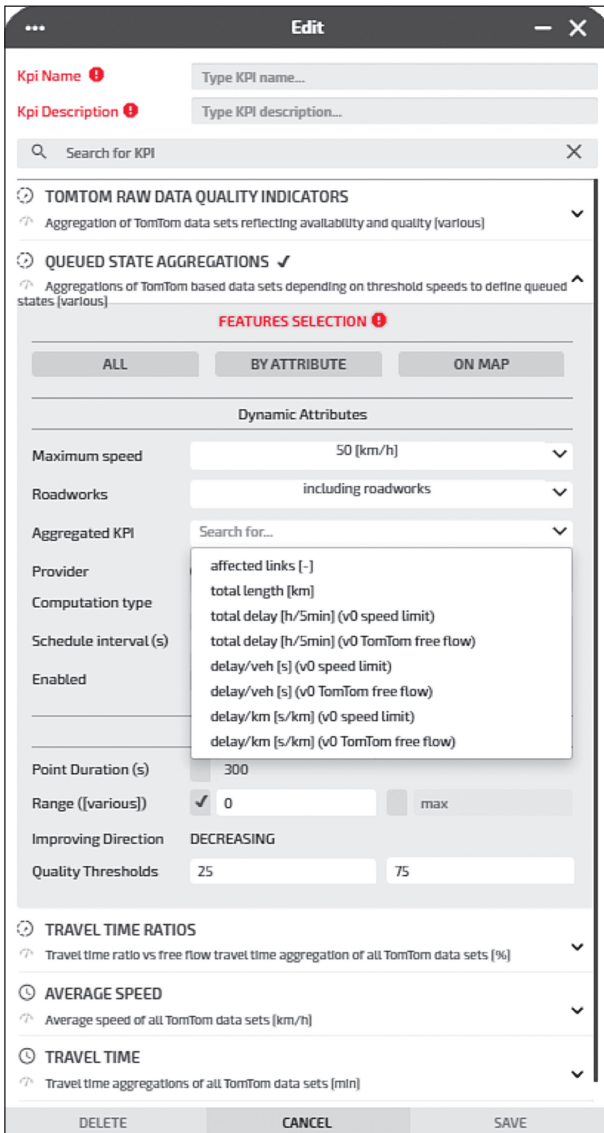 Edit
Kpi Name
Type KPI name...
Kpi Description
Type KPI description...
Search for KPI
TOMTOM RAW DATA QUALITY INDICATORS
Aggregation of TomTom data sets reflecting availability and quality [various]
QUEUED STATE AGGREGATIONS
Aggregations of TomTom based data sets depending on threshold speeds to define queued
states [various]
FEATURES SELECTION
ALL BY ATTRIBUTE ON MAP
Dynamic Attributes
Maximum speed 50 [km/h]
Roadworks including roadworks
Aggregated KPI Search for...
affected links [-]
Provider
total length [km]
Computation type
total delay [h/5min] (v0 speed limit)
Schedule interval (s)
total delay [h/5min] (v0 TomTom free flow)
delay/veh [s] (v0 speed limit)
Enabled
delay/veh [s] (v0 TomTom free flow)
delay/km [s/km] (v0 speed limit)
delay/km [s/km] (v0 TomTom free flow)
Point Duration (s) 300
Range ([various]) 0 max
Improving Direction DECREASING
Quality Thresholds 25 75
TRAVEL TIME RATIOS
Travel time ratio vs free flow travel time aggregation of all TomTom data sets [%]
AVERAGE SPEED
Average speed of all TomTom data sets [km/h]
TRAVEL TIME
Travel time aggregations of all TomTom data sets [min]
DELETE CANCEL SAVE